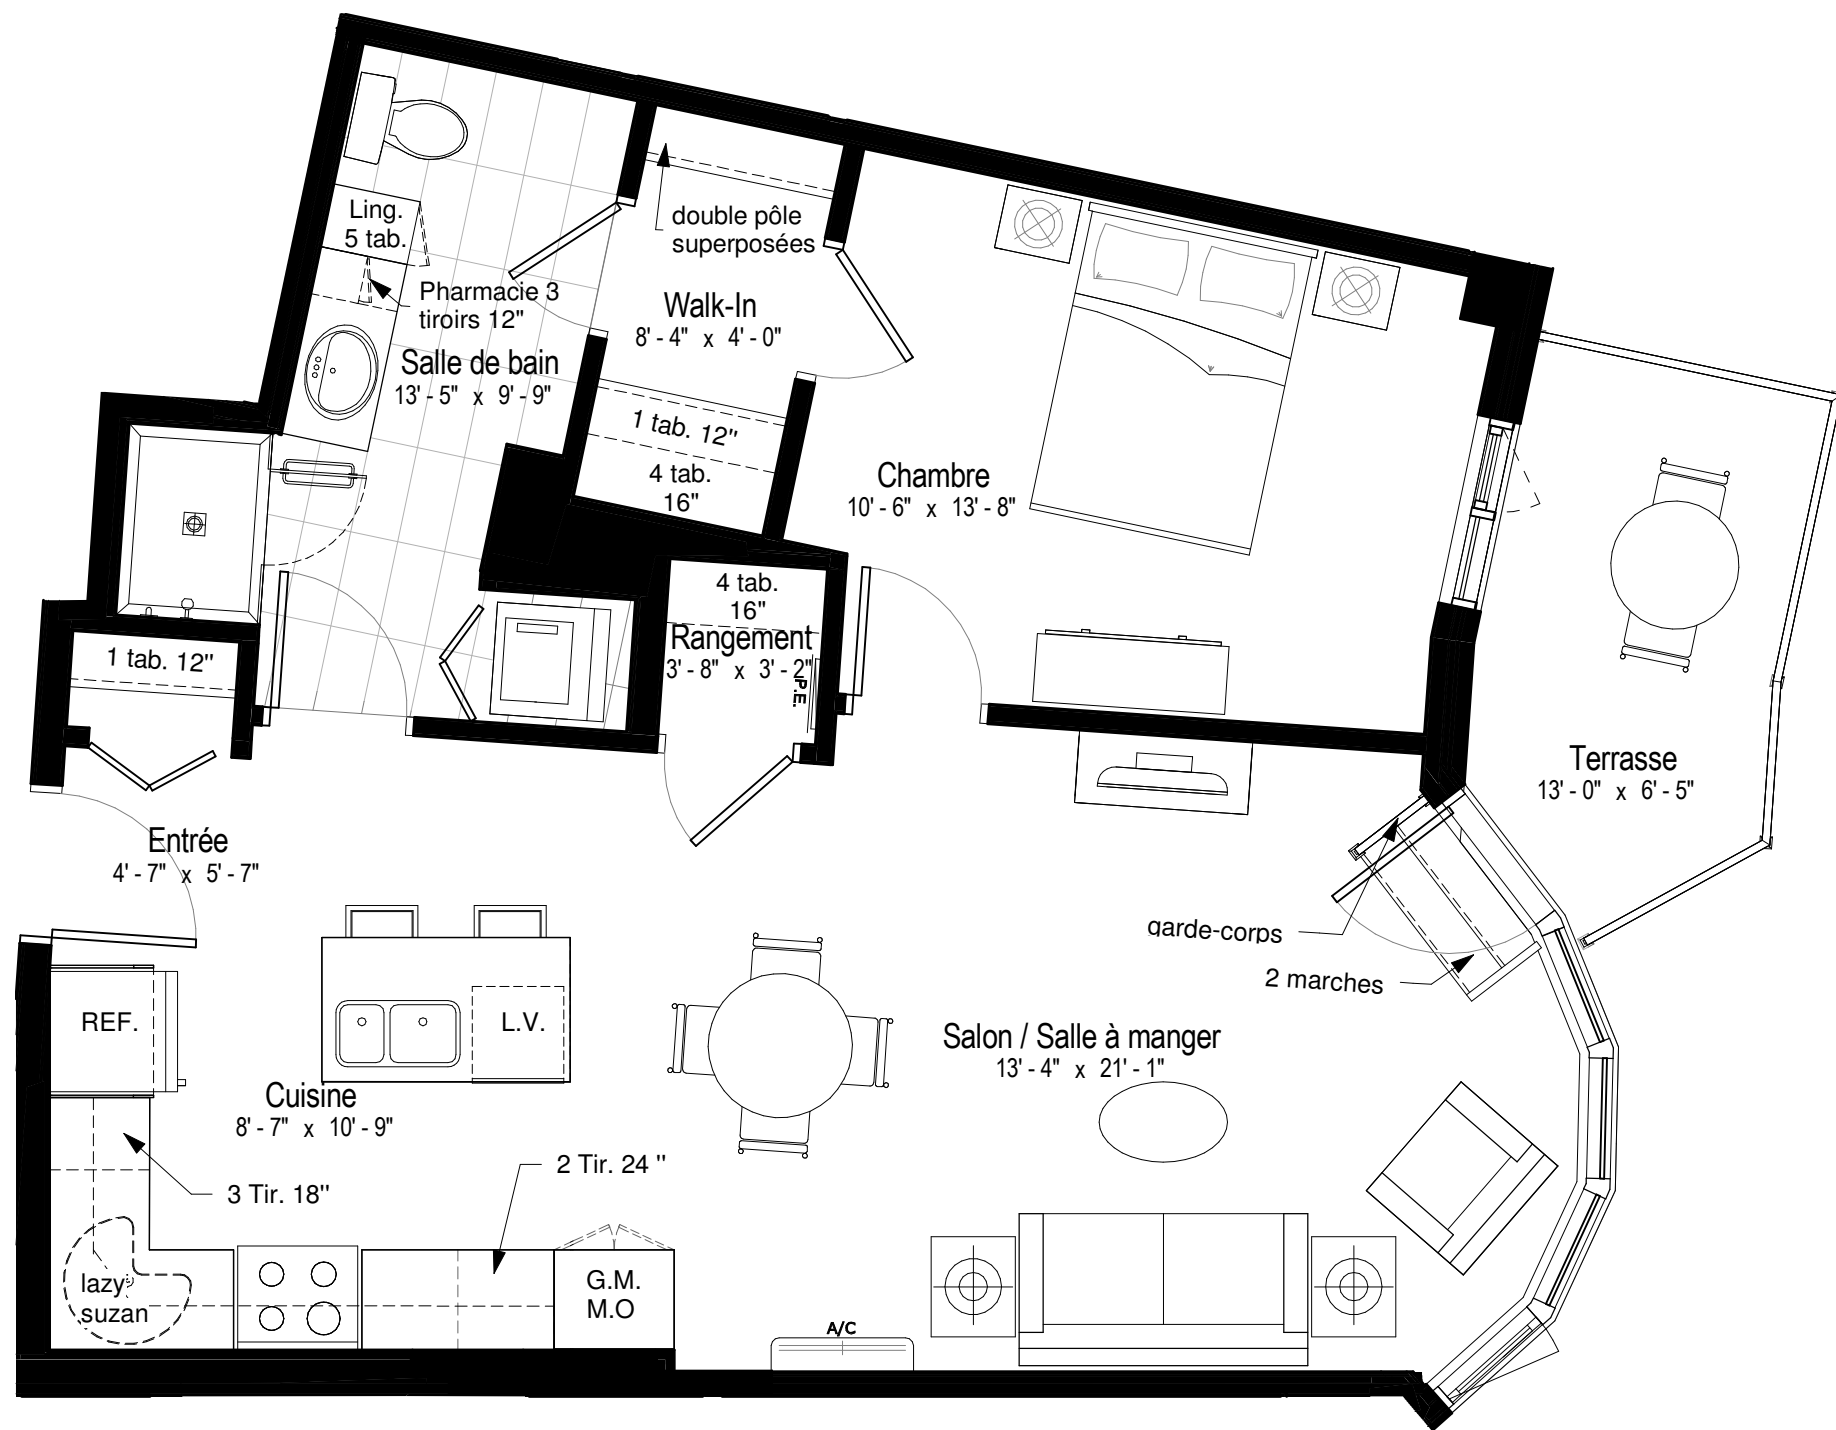 Ling.
5 tab.
double pôle
superposées
Pharmacie 3
tiroirs 12"
Walk-In
8' - 4" x 4' - 0"
Salle de bain
13' - 5" x 9' - 9"
1 tab. 12"
4 tab.
16"
Chambre
10' - 6" x 13' - 8"
4 tab.
16"
Rangement
3' - 8" x 3' - 2"
P.E.
1 tab. 12"
Terrasse
13' - 0" x 6' - 5"
Entrée
4' - 7" x 5' - 7"
garde-corps
2 marches
REF.
L.V.
Salon / Salle à manger
13' - 4" x 21' - 1"
Cuisine
8' - 7" x 10' - 9"
2 Tir. 24 "
3 Tir. 18"
lazy
suzan
G.M.
M.O
A/C